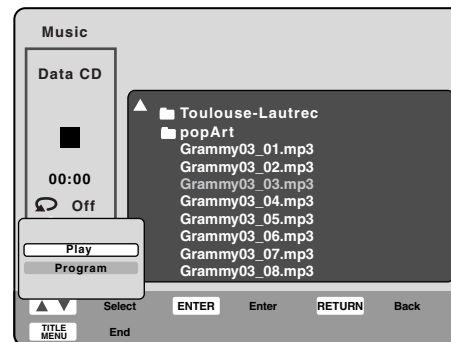 Music
Data CD
00:00
Off
Toulouse-Lautrec
popArt
Grammy03_01.mp3
Grammy03_02.mp3
Grammy03_03.mp3
Grammy03_04.mp3
Grammy03_05.mp3
Grammy03_06.mp3
Grammy03_07.mp3
Grammy03_08.mp3
Play
Program
Select ENTER Enter RETURN Back
TITLE MENU End